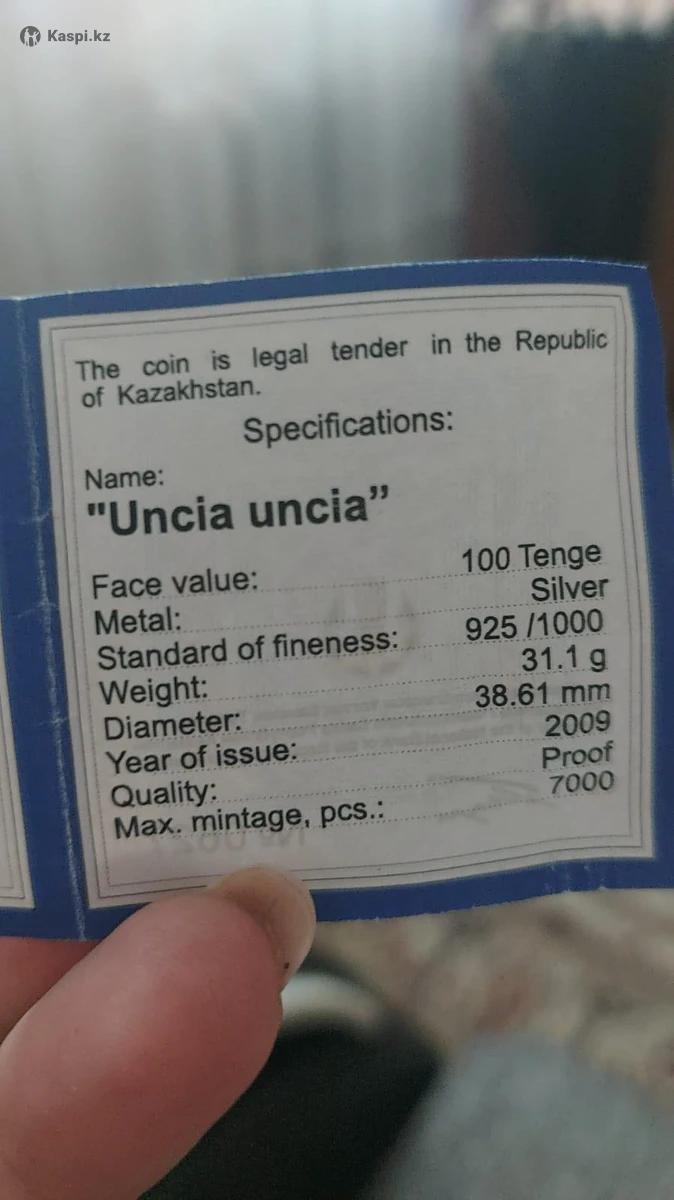 Kaspi.kz
The coin is legal tender in the Republic
of Kazakhstan.
Specifications:
Name:
"Uncia uncia”
Face value: 100 Tenge
Metal: Silver
Standard of fineness: 925 /1000
Weight: 31.1 g
Diameter: 38.61 mm
Year of issue: 2009
Quality: Proof
Max. mintage, pcs.: 7000